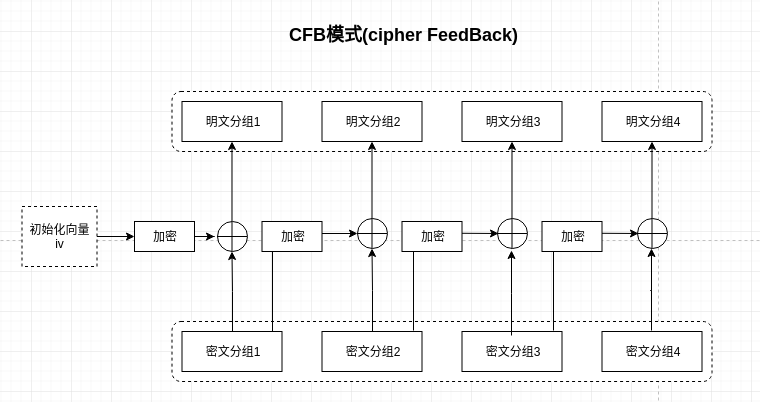 CFB模式(cipher FeedBack)
明文分组1
明文分组2
明文分组3
明文分组4
初始化向量
iv
加密
加密
加密
加密
密文分组1
密文分组2
密文分组3
密文分组4